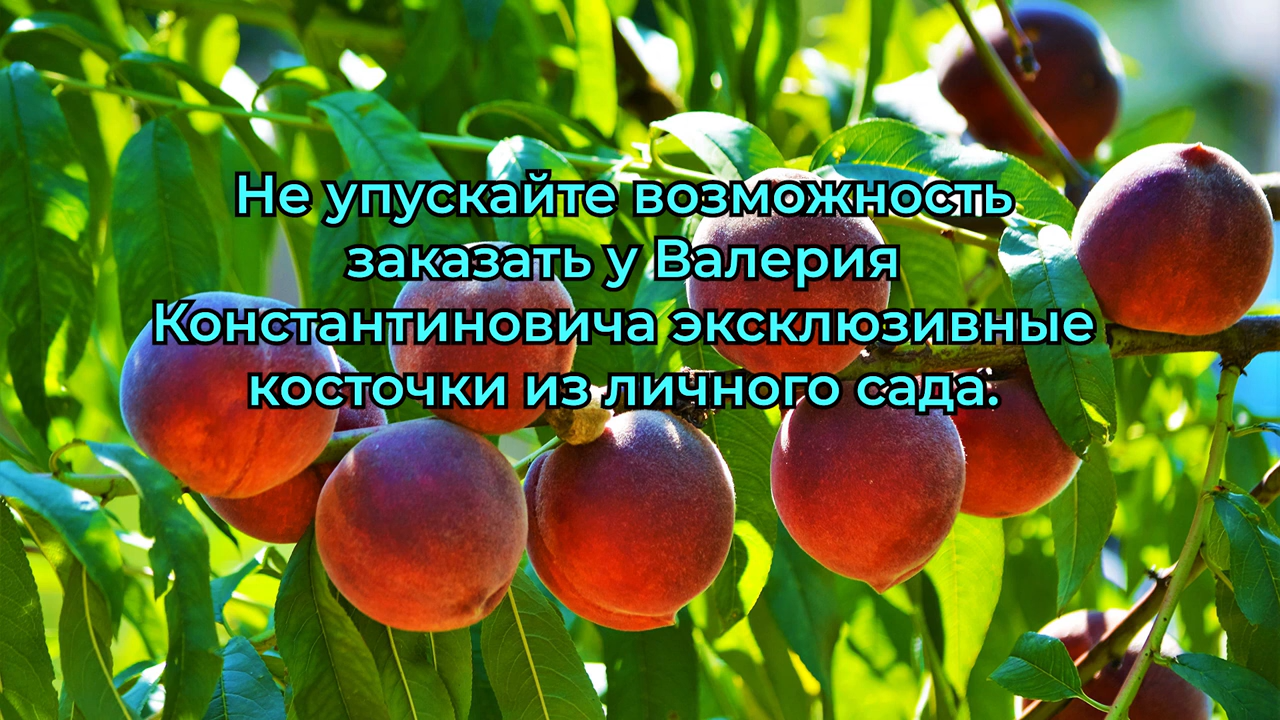 Не упускайте возможность
заказать у Валерия
Константиновича эксклюзивные
косточки из личного сада.